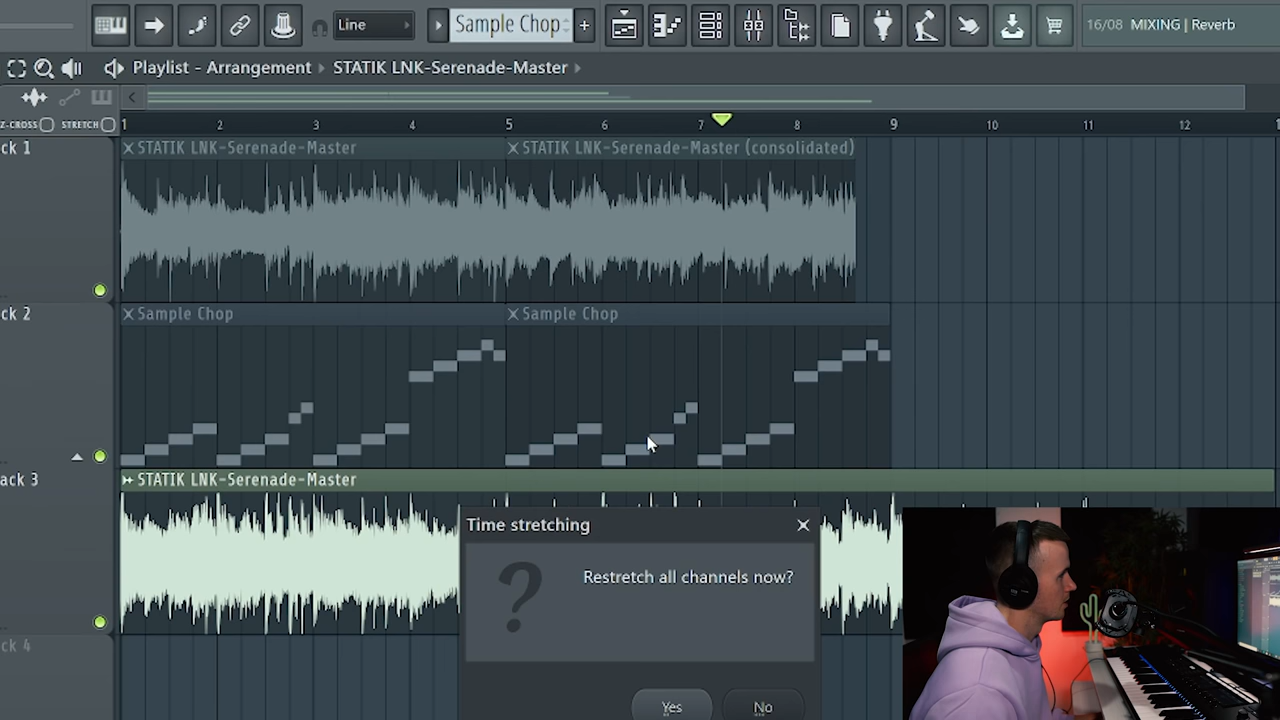 Line
Sample Chop
16/08 MIXING | Reverb
Playlist - Arrangement STATIK LNK-Serenade-Master
Z-CROSS STRETCH
1 2 3 4 5 6 7 8 9 10 11 12
ck 1
STATIK LNK-Serenade-Master
STATIK LNK-Serenade-Master (consolidated)
ck 2
Sample Chop
Sample Chop
ack 3
STATIK LNK-Serenade-Master
Time stretching
Restretch all channels now?
ck 4
Yes
No